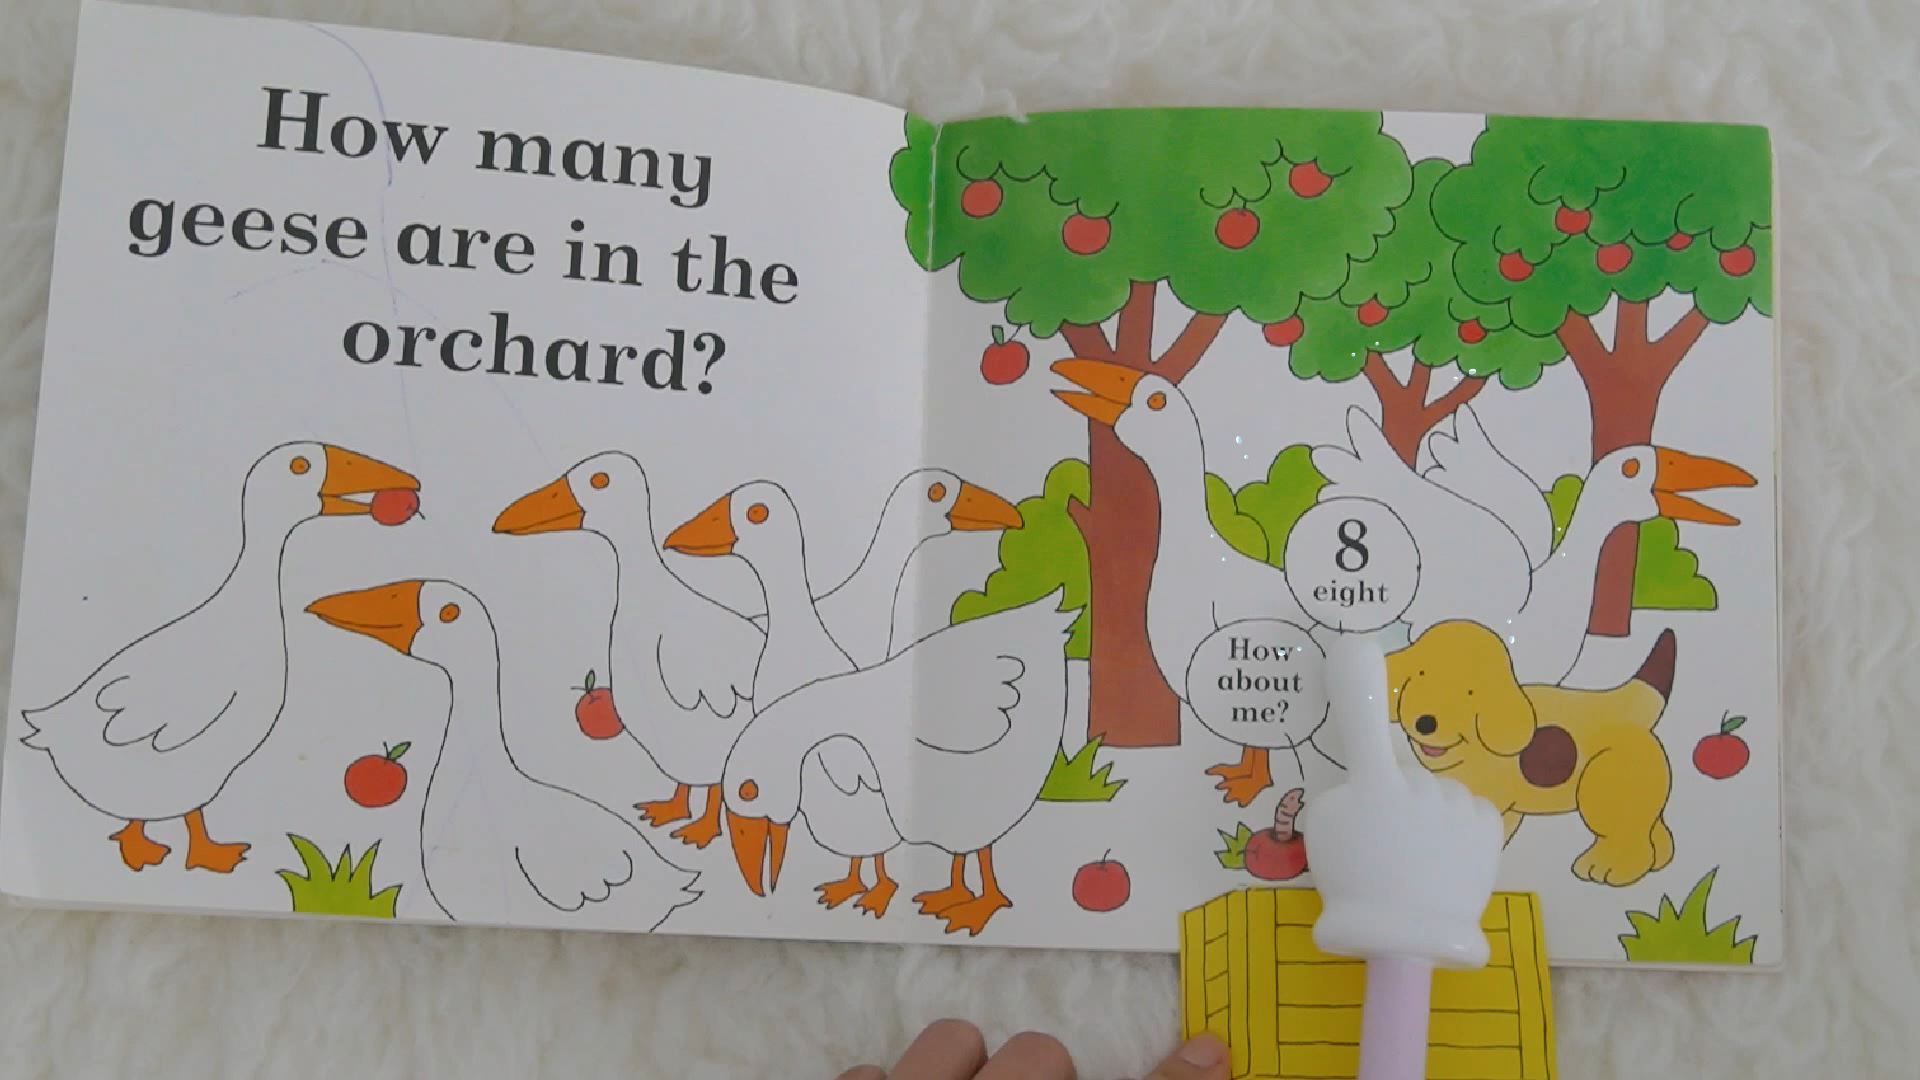 How many
geese are in the
orchard?
8
eight
How
about
me?